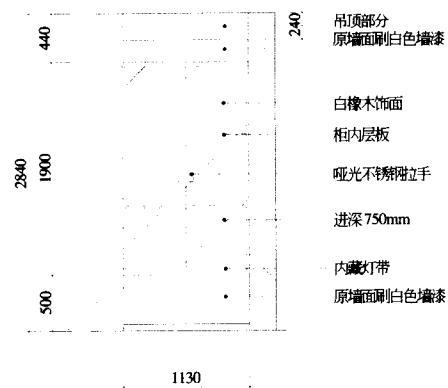 240
吊顶部分
原墙面刷白色墙漆
440
白橡木饰面
柜内层板
2840
1900
哑光不锈钢拉手
进深750mm
内藏灯带
500
原墙面刷白色墙漆
1130